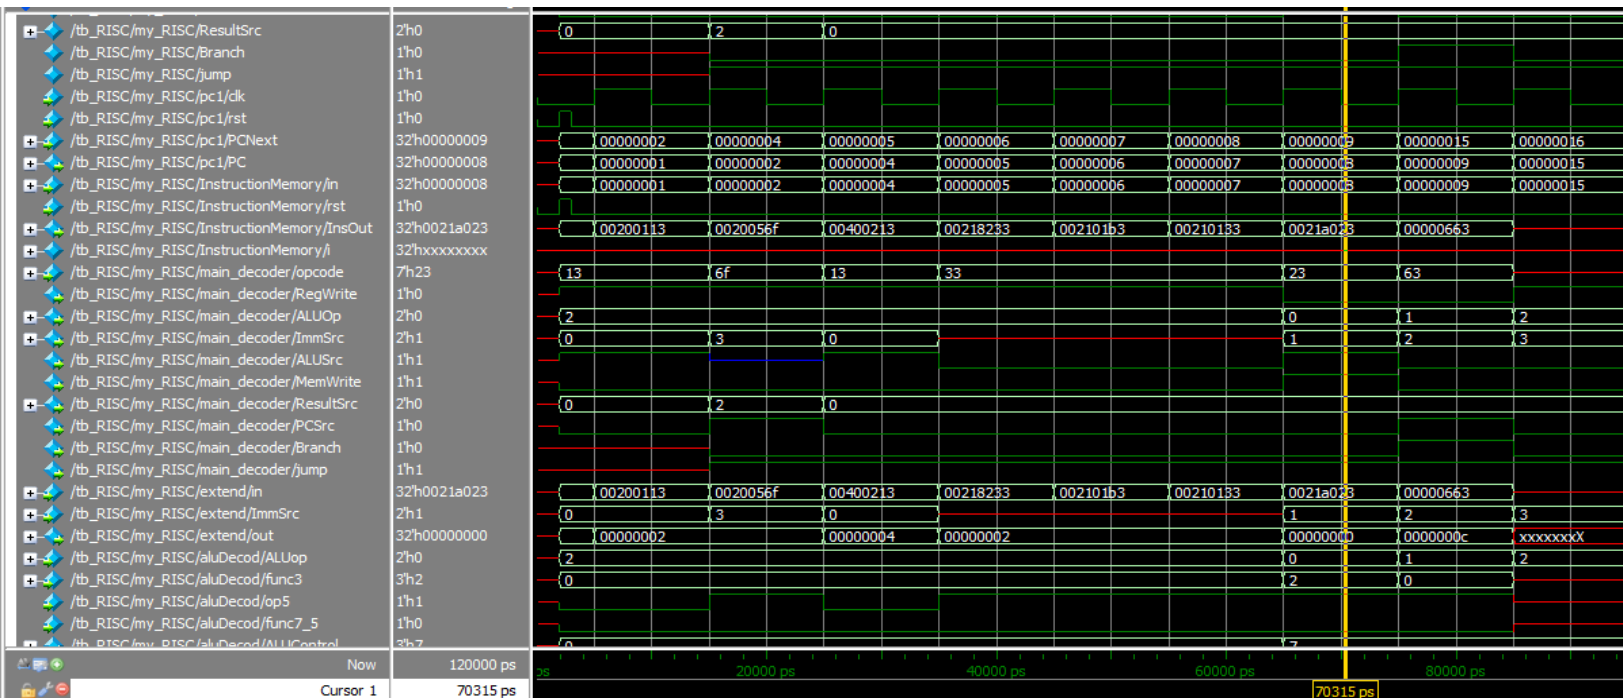 /tb_RISC/my_RISC/ResultSrc 2'h0 0 2 0
/tb_RISC/my_RISC/Branch 1'h0
/tb_RISC/my_RISC/jump 1'h1
/tb_RISC/my_RISC/pc1/clk 1'h0
/tb_RISC/my_RISC/pc1/rst 1'h0
/tb_RISC/my_RISC/pc1/PCNext 32'h00000009 00000002 00000004 00000005 00000006 00000007 00000008 00000009 00000015 00000016
/tb_RISC/my_RISC/pc1/PC 32'h00000008 00000001 00000002 00000004 00000005 00000006 00000007 00000008 00000009 00000015
/tb_RISC/my_RISC/InstructionMemory/in 32'h00000008 00000001 00000002 00000004 00000005 00000006 00000007 00000008 00000009 00000015
/tb_RISC/my_RISC/InstructionMemory/rst 1'h0
/tb_RISC/my_RISC/InstructionMemory/InsOut 32'h0021a023 00200113 0020056f 00400213 00218233 002101b3 00210133 0021a023 00000663
/tb_RISC/my_RISC/InstructionMemory/i 32'hxxxxxxxx
/tb_RISC/my_RISC/main_decoder/opcode 7'h23 13 6f 13 33 23 63
/tb_RISC/my_RISC/main_decoder/RegWrite 1'h0
/tb_RISC/my_RISC/main_decoder/ALUOp 2'h0 2 0 1 2
/tb_RISC/my_RISC/main_decoder/ImmSrc 2'h1 0 3 0 1 2 3
/tb_RISC/my_RISC/main_decoder/ALUSrc 1'h1
/tb_RISC/my_RISC/main_decoder/MemWrite 1'h1
/tb_RISC/my_RISC/main_decoder/ResultSrc 2'h0 0 2 0
/tb_RISC/my_RISC/main_decoder/PCSrc 1'h0
/tb_RISC/my_RISC/main_decoder/Branch 1'h0
/tb_RISC/my_RISC/main_decoder/jump 1'h1
/tb_RISC/my_RISC/extend/in 32'h0021a023 00200113 0020056f 00400213 00218233 002101b3 00210133 0021a023 00000663
/tb_RISC/my_RISC/extend/ImmSrc 2'h1 0 3 0 1 2 3
/tb_RISC/my_RISC/extend/out 32'h00000000 00000002 00000004 00000002 00000000 0000000c xxxxxxxX
/tb_RISC/my_RISC/aluDecod/ALUop 2'h0 2 0 1 2
/tb_RISC/my_RISC/aluDecod/func3 3'h2 0 2 0
/tb_RISC/my_RISC/aluDecod/op5 1'h1
/tb_RISC/my_RISC/aluDecod/func7_5 1'h0
/tb_RISC/my_RISC/aluDecod/ALUControl 3'h7 0 7
Now 120000 ps ps 20000 ps 40000 ps 60000 ps 80000 ps
Cursor 1 70315 ps 70315 ps